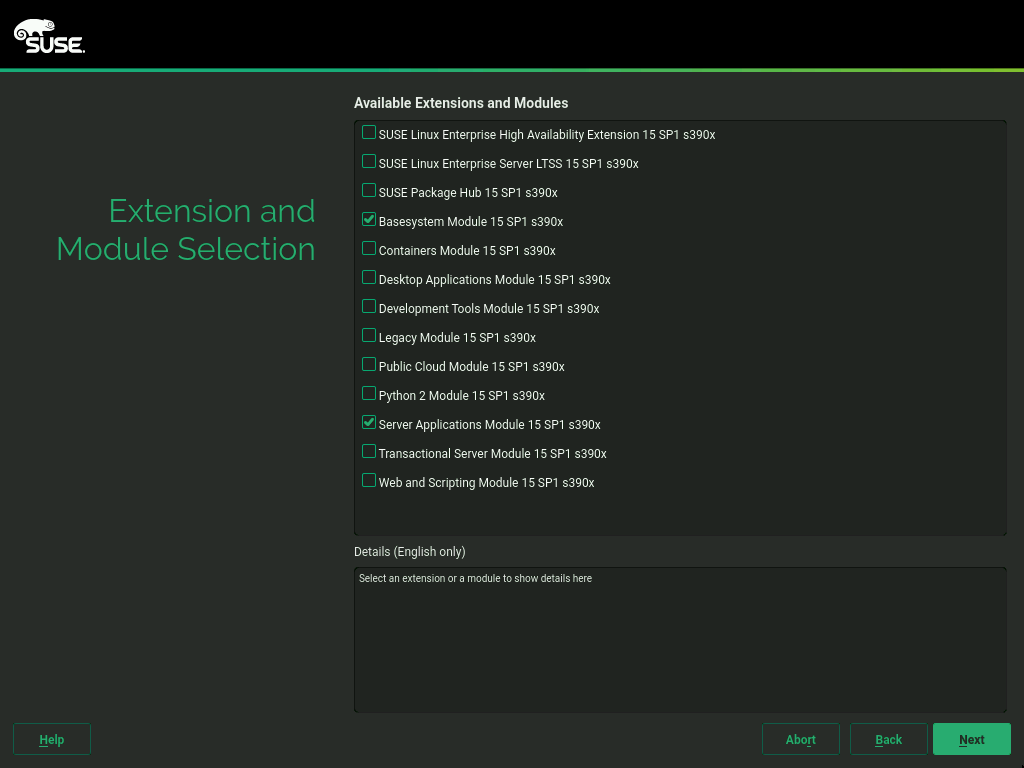 SUSE
Available Extensions and Modules
Extension and
Module Selection
SUSE Linux Enterprise High Availability Extension 15 SP1 s390x
SUSE Linux Enterprise Server LTSS 15 SP1 s390x
SUSE Package Hub 15 SP1 s390x
Basesystem Module 15 SP1 s390x
Containers Module 15 SP1 s390x
Desktop Applications Module 15 SP1 s390x
Development Tools Module 15 SP1 s390x
Legacy Module 15 SP1 s390x
Public Cloud Module 15 SP1 s390x
Python 2 Module 15 SP1 s390x
Server Applications Module 15 SP1 s390x
Transactional Server Module 15 SP1 s390x
Web and Scripting Module 15 SP1 s390x
Details (English only)
Select an extension or a module to show details here
Help
Abort
Back
Next